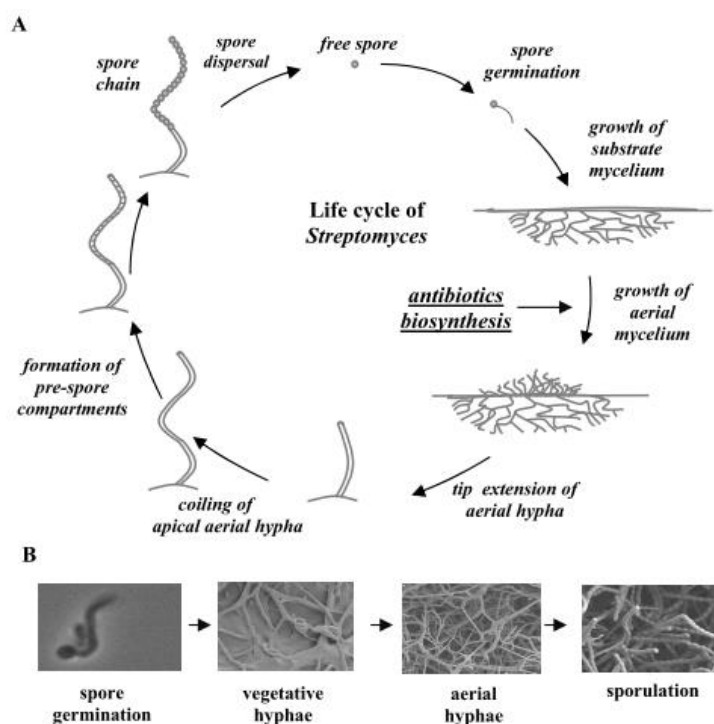 A
spore
chain
spore
dispersal
free spore
spore
germination
growth of
substrate
mycelium
Life cycle of
Streptomyces
antibiotics
biosynthesis
growth of
aerial
mycelium
formation of
pre-spore
compartments
coiling of
apical aerial hypha
tip extension of
aerial hypha
B
spore
germination
vegetative
hyphae
aerial
hyphae
sporulation